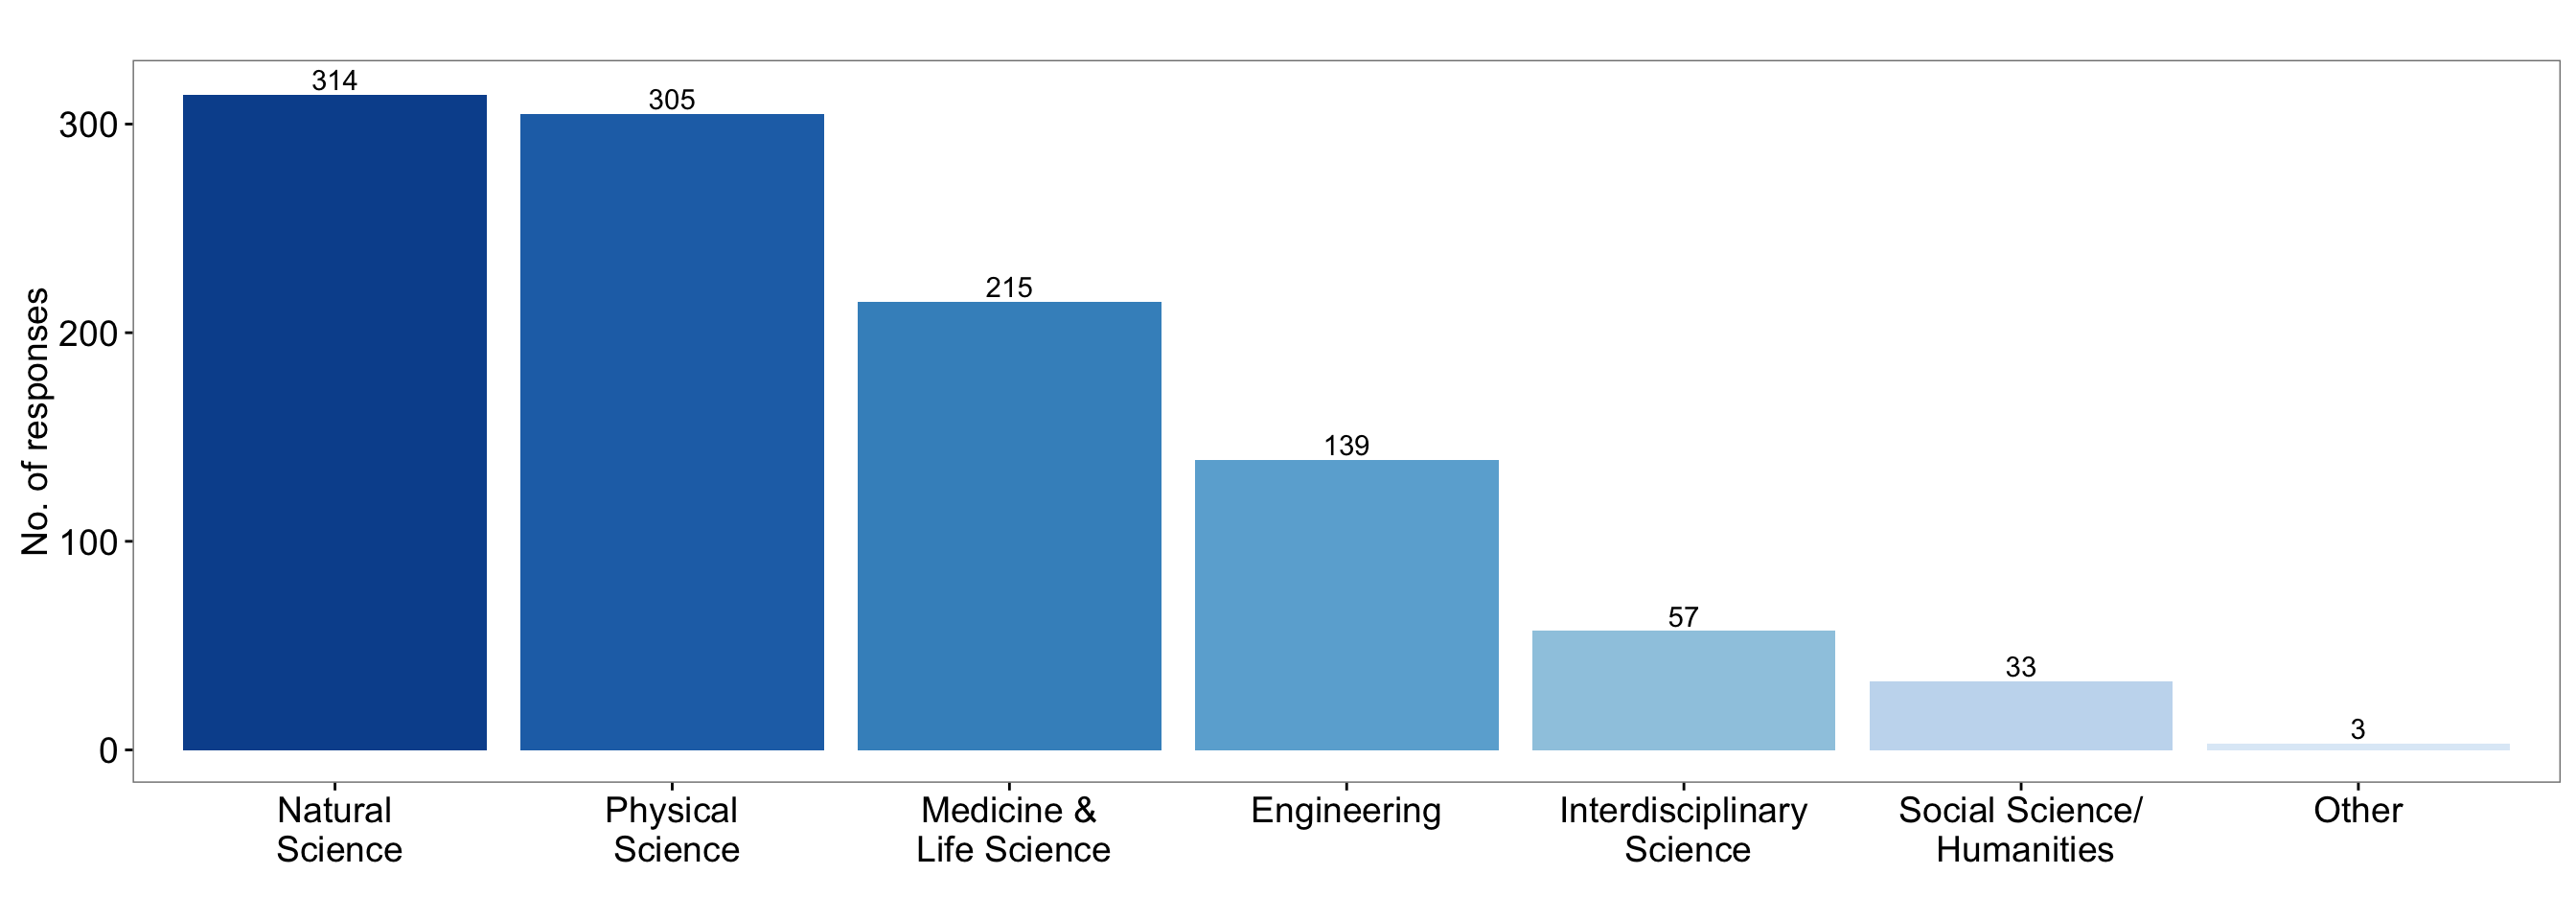 314
305
215
139
57
33
3
300
200
100
0
No. of responses
Natural
Science
Physical
Science
Medicine &
Life Science
Engineering
Interdisciplinary
Science
Social Science/
Humanities
Other